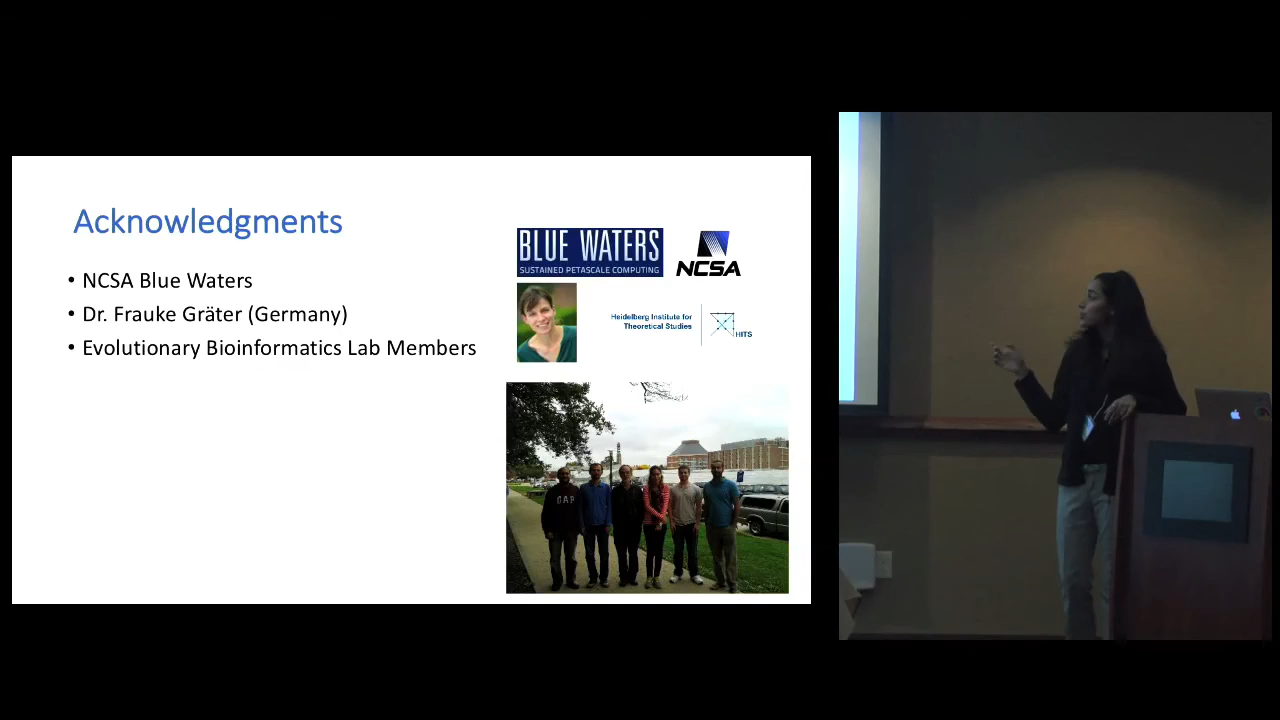 Acknowledgments
• NCSA Blue Waters
• Dr. Frauke Gräter (Germany)
• Evolutionary Bioinformatics Lab Members
BLUE WATERS
SUSTAINED PETASCALE COMPUTING
NCSA
Heidelberg Institute for
Theoretical Studies
HITS
GAP